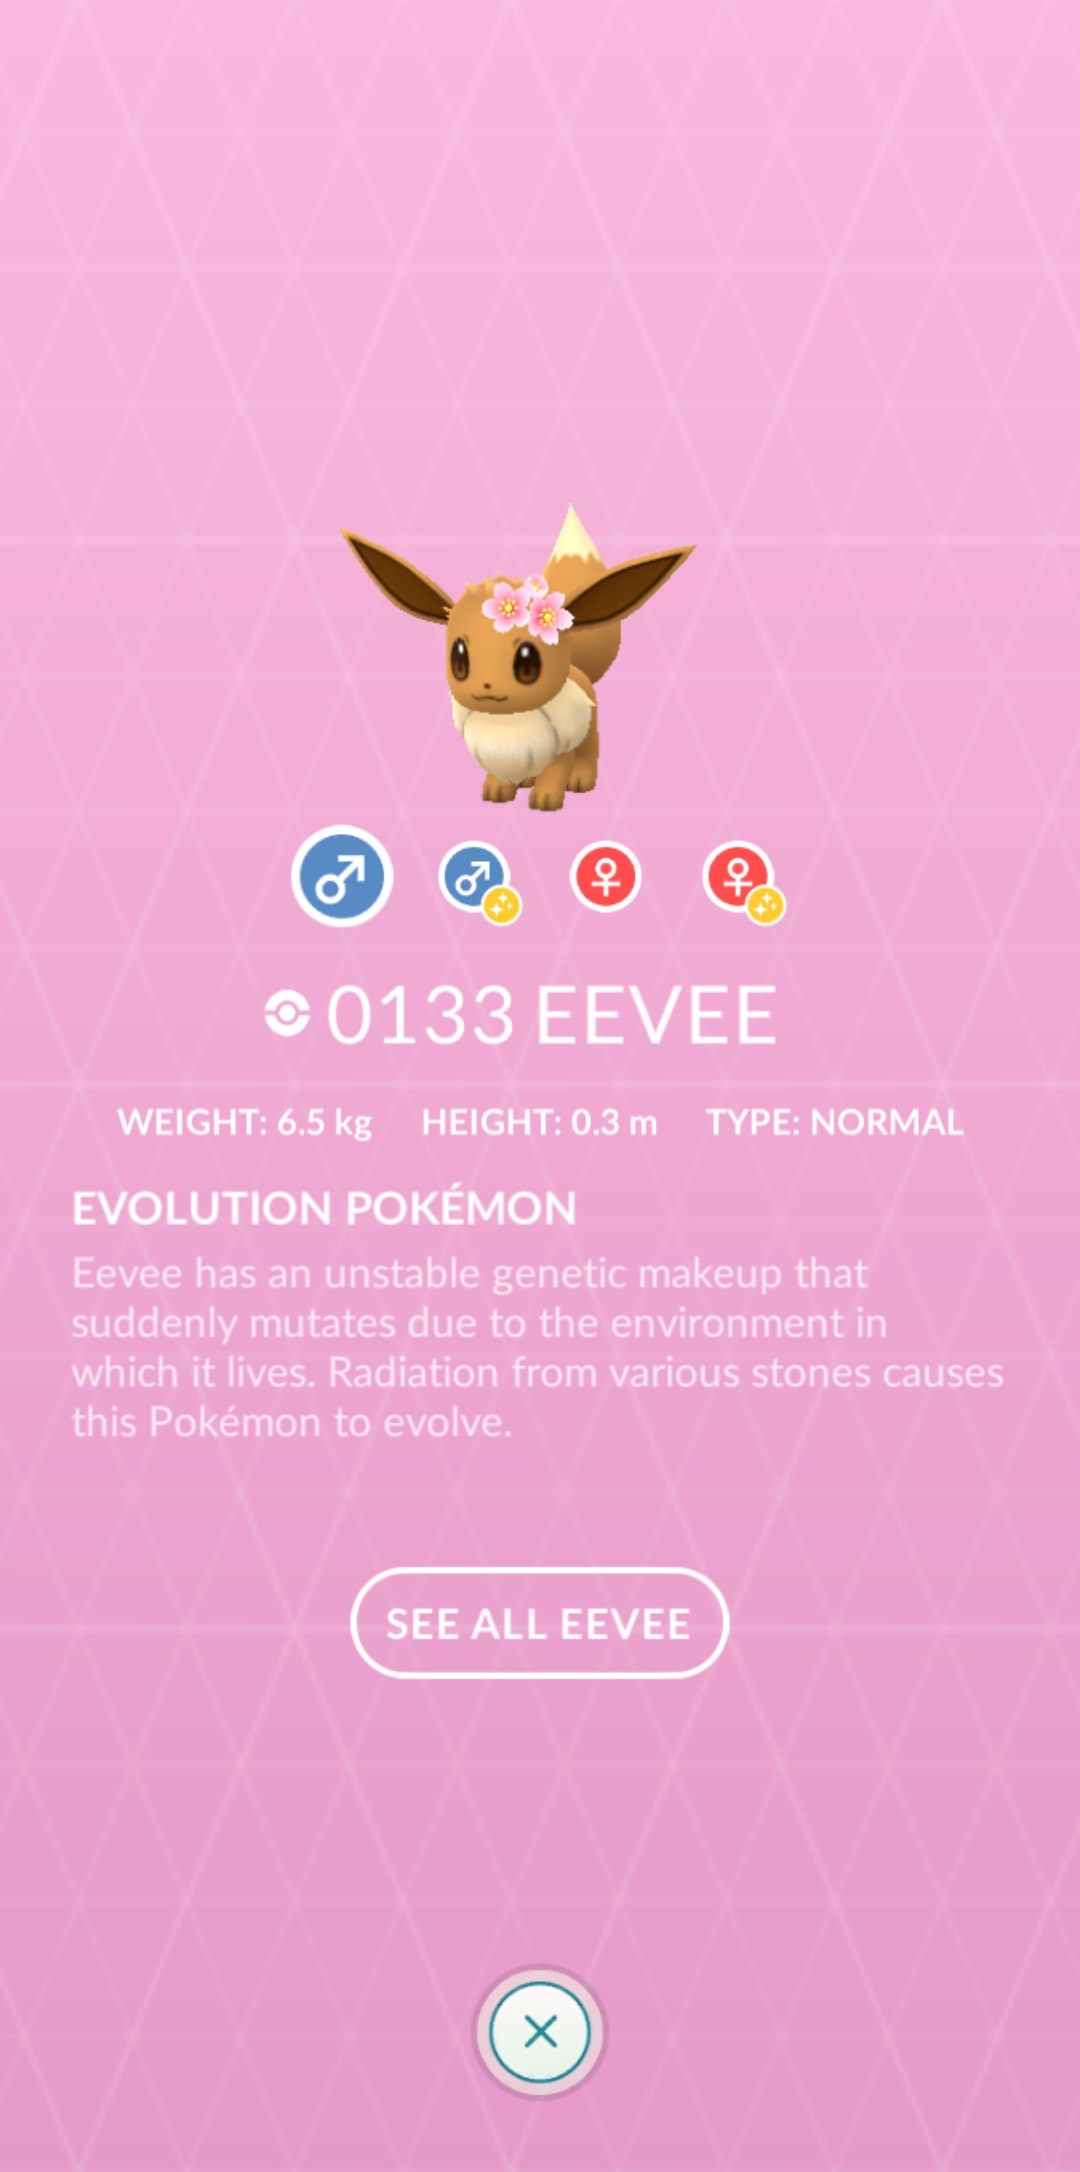 0133 EEVEE
WEIGHT: 6.5 kg HEIGHT: 0.3 m TYPE: NORMAL
EVOLUTION POKÉMON
Eevee has an unstable genetic makeup that
suddenly mutates due to the environment in
which it lives. Radiation from various stones causes
this Pokémon to evolve.
SEE ALL EEVEE